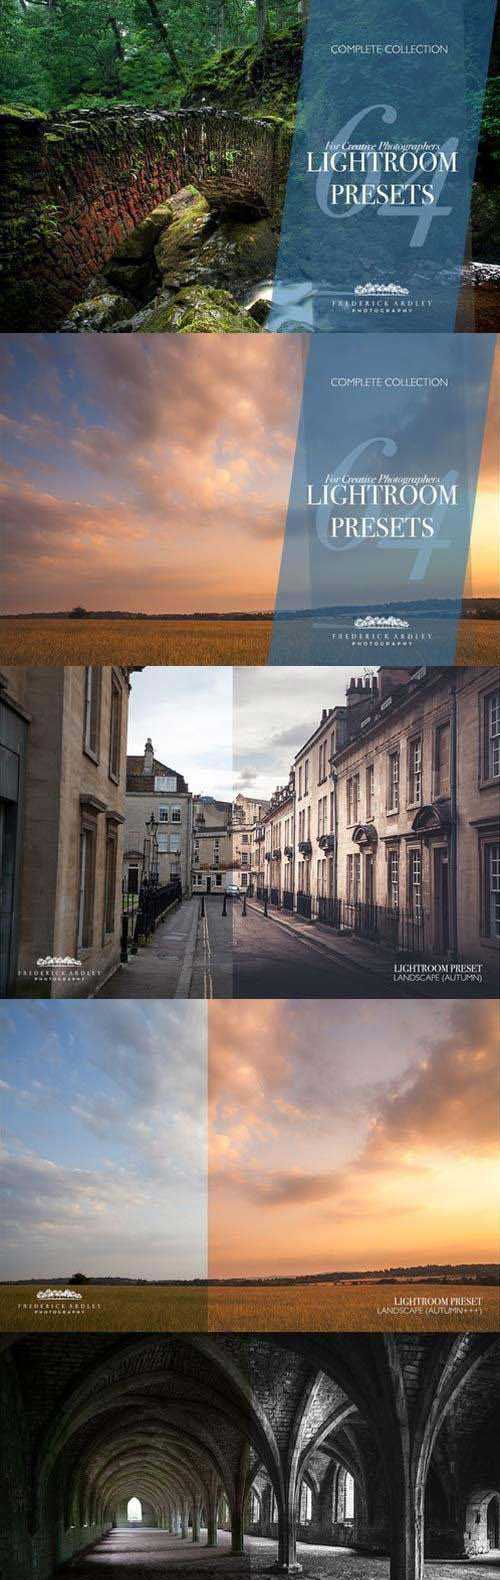 COMPLETE COLLECTION
64
For Creative Photographers
LIGHTROOM
PRESETS
FREDERICK ARDLEY
PHOTOGRAPHY
COMPLETE COLLECTION
64
For Creative Photographers
LIGHTROOM
PRESETS
FREDERICK ARDLEY
PHOTOGRAPHY
FREDERICK ARDLEY
PHOTOGRAPHY
LIGHTROOM PRESET
LANDSCAPE (AUTUMN)
FREDERICK ARDLEY
PHOTOGRAPHY
LIGHTROOM PRESET
LANDSCAPE (AUTUMN+++)